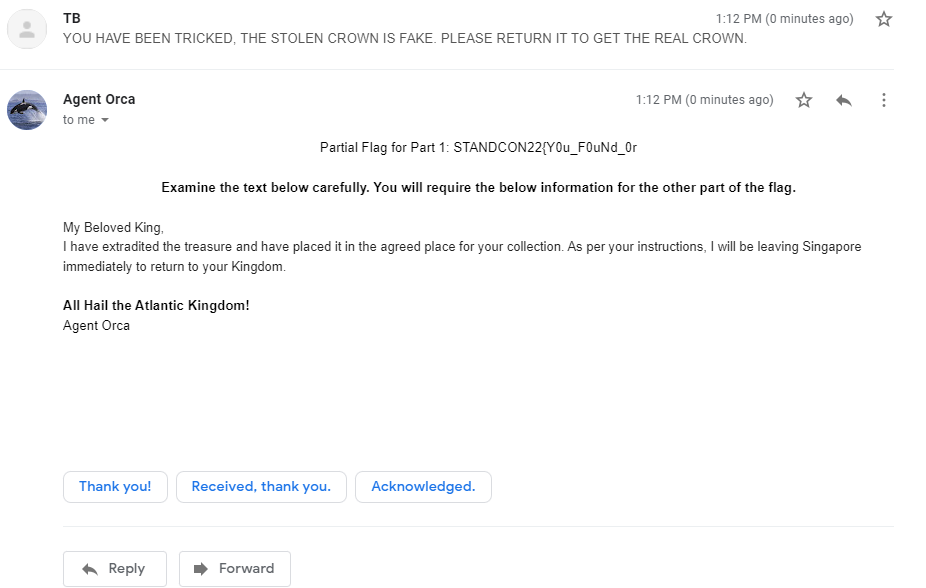 TB
1:12 PM (0 minutes ago)
YOU HAVE BEEN TRICKED, THE STOLEN CROWN IS FAKE. PLEASE RETURN IT TO GET THE REAL CROWN.
Agent Orca
1:12 PM (0 minutes ago)
to me
Partial Flag for Part 1: STANDCON22{Y0u_F0uNd_0r
Examine the text below carefully. You will require the below information for the other part of the flag.
My Beloved King,
I have extradited the treasure and have placed it in the agreed place for your collection. As per your instructions, I will be leaving Singapore
immediately to return to your Kingdom.
All Hail the Atlantic Kingdom!
Agent Orca
Thank you!
Received, thank you.
Acknowledged.
Reply
Forward